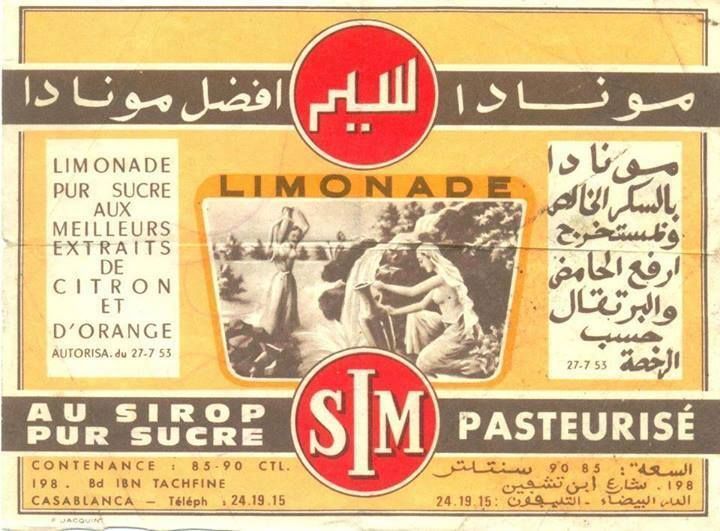 مونادا
سيم
افضل مونادا
LIMONADE
LIMONADE
PUR SUCRE
AUX
MEILLEURS
EXTRAITS
DE
CITRON
ET
D'ORANGE
AUTORISA. du 27-7 53
مونادا
بالسكر الخالص
ارفع الحامض
والبرتقال
حسب
الرخصة
27-7 53
AU SIROP
PUR SUCRE
SIM
PASTEURISÉ
CONTENANCE : 85-90 CTL.
198. Bd IBN TACHFINE
CASABLANCA - Téléph : 24.19.15
السعة: 85 90 سنتلتر
198. شارع ابن تشفين
الدار البيضاء - التليفون: 24.19.15
F. JACQUIN